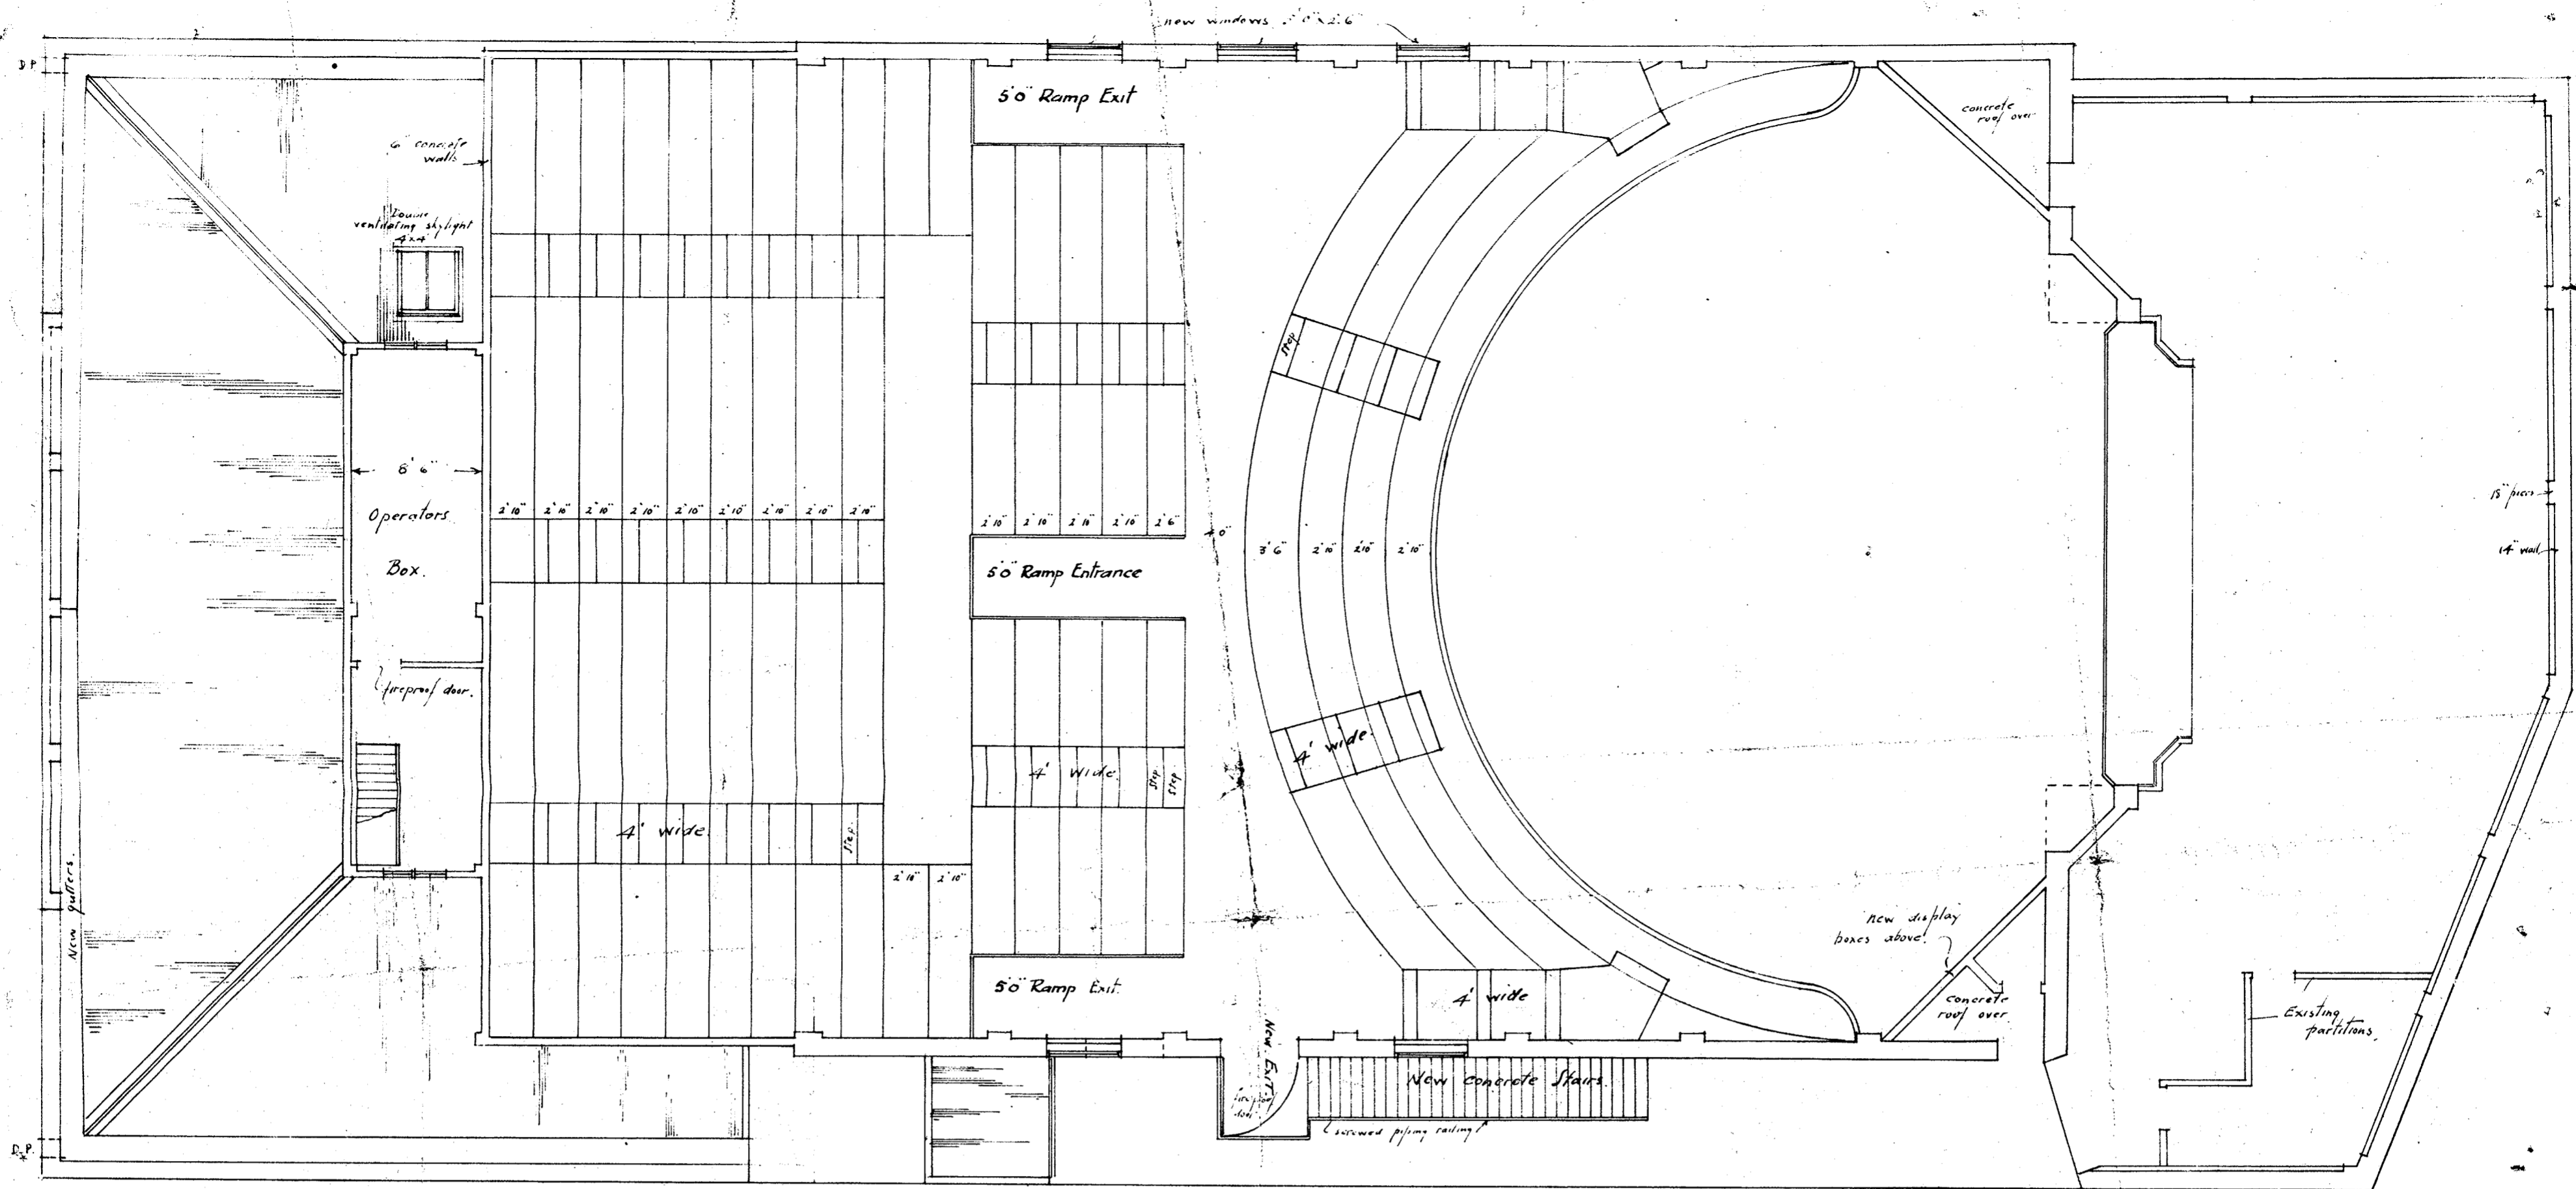 new windows
D.P.
5'0" Ramp Exit
concrete
roof over
6" concrete
walls
Louvre
ventilating skylight
4'x4'
step
8' 6"
Operators
Box.
2'10" 2'10" 2'10" 2'10" 2'10" 2'10" 2'10" 2'10" 2'10"
2'10" 2'10" 2'10" 2'10" 2'6"
4'0"
3'6" 2'10" 2'10" 2'10"
18" piers
14" wall
5'0" Ramp Entrance
fireproof door.
4' wide.
4' Wide.
step
step
4' wide
step
2'10" 2'10"
New gutters.
new display
boxes above.
5'0" Ramp Exit.
4' wide
concrete
roof over
Existing
partitions.
New Exit
fireproof
door
New concrete Stairs.
screwed piping railing
D.P.